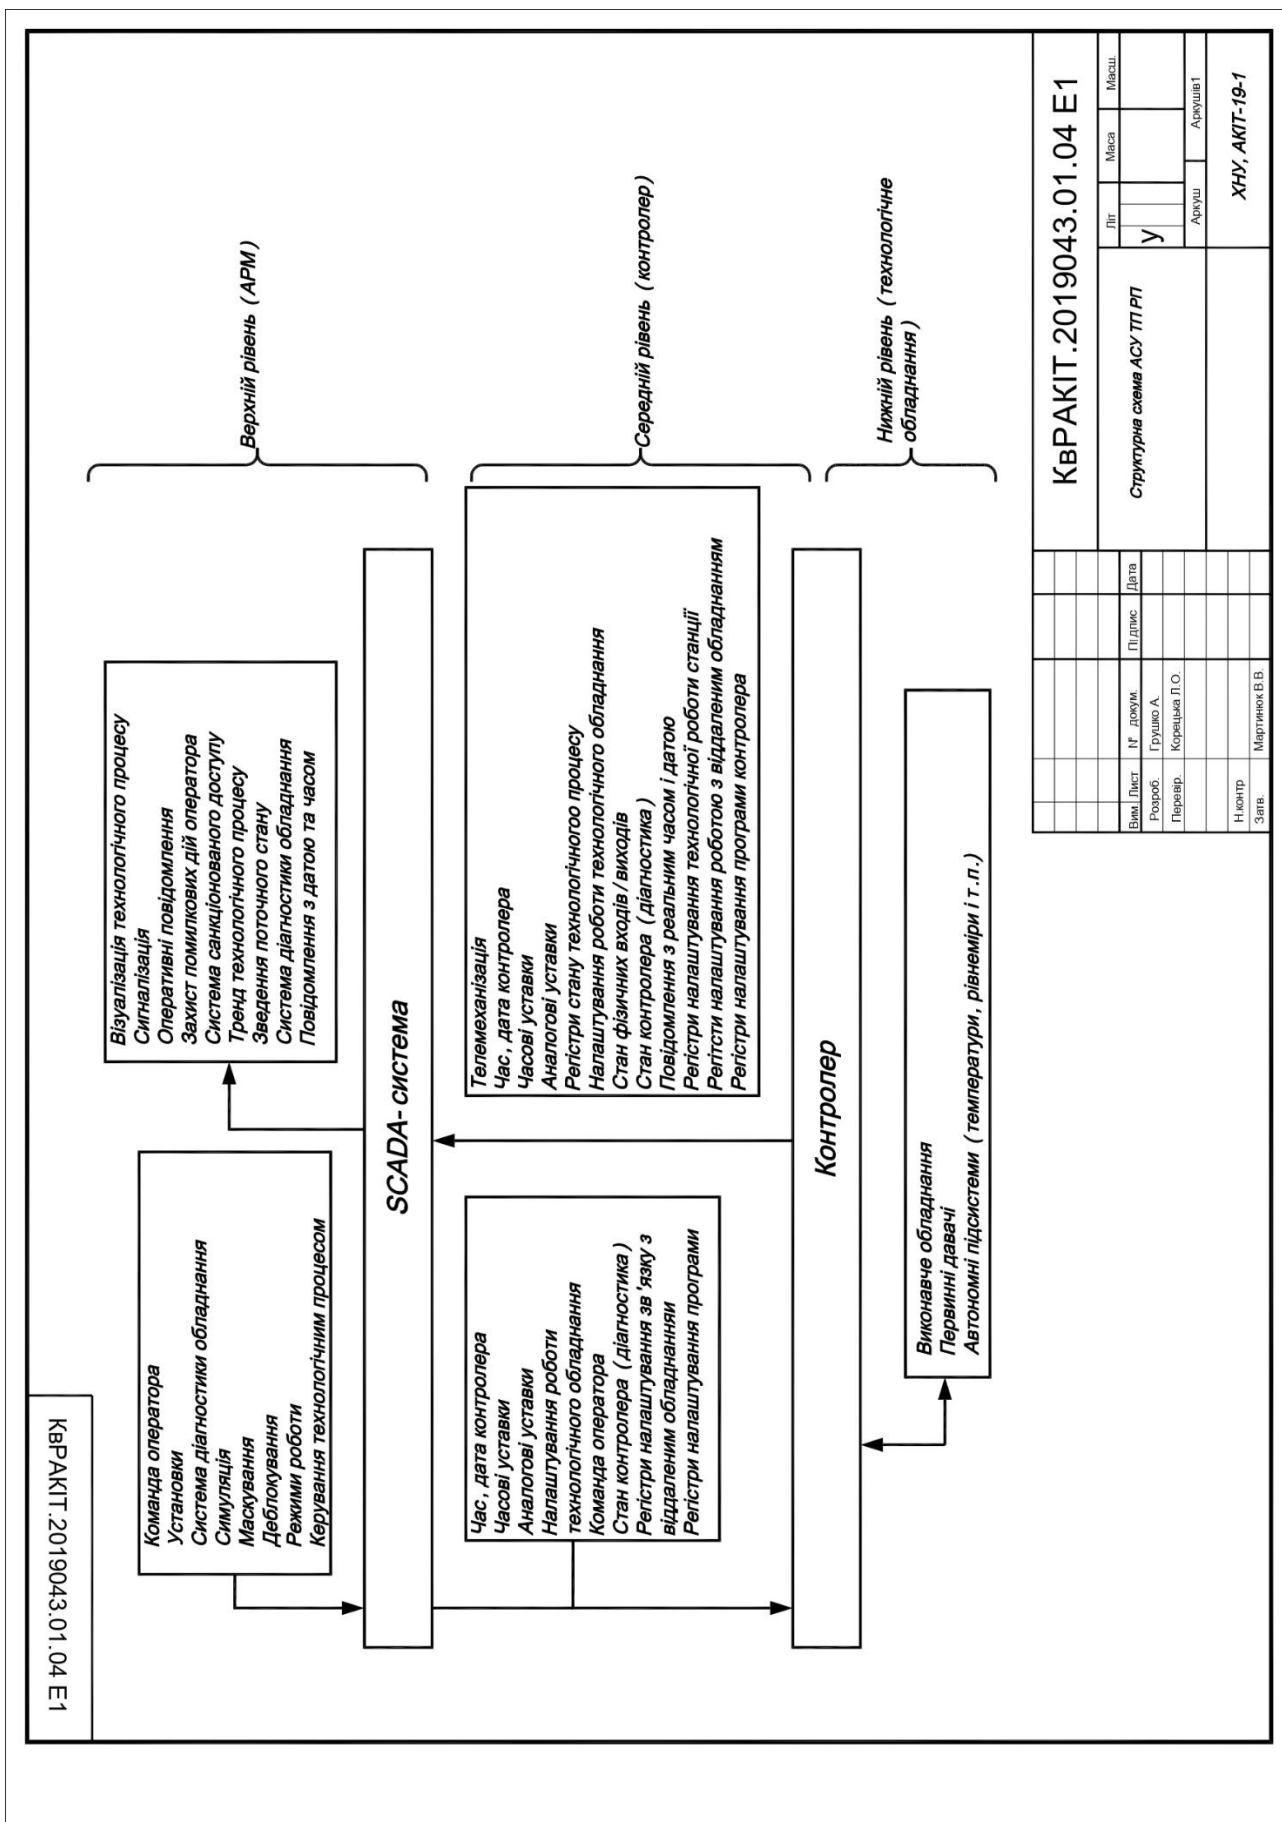 КвРАКІТ.2019043.01.04 Е1
Команда оператора
Установки
Система діагностики обладнання
Симуляція
Маскування
Деблокування
Режими роботи
Керування технологічним процесом
Візуалізація технологічного процесу
Сигналізація
Оперативні повідомлення
Захист помилкових дій оператора
Система санкціонованого доступу
Тренд технологічного процесу
Зведення поточного стану
Система діагностики обладнання
Повідомлення з датою та часом
Верхній рівень (АРМ)
SCADA- система
Час, дата контролера
Часові уставки
Аналогові уставки
Налаштування роботи
технологічного обладнання
Команда оператора
Стан контролера (діагностика)
Регістри налаштування зв 'язку з
віддаленим обладнанняи
Регістри налаштування програми
Телемеханізація
Час, дата контролера
Часові уставки
Аналогові уставки
Регістри стану технологічногоо процесу
Налаштування роботи технологічного обладнання
Стан фізичних входів / виходів
Стан контролера (діагностика)
Повідомлення з реальним часом і датою
Регістри налаштування технологічної роботи станції
Регітсти налаштування роботою з віддаленим обладнанням
Регістри налаштування програми контролера
Середній рівень (контролер)
Контролер
Виконавче обладнання
Первинні давачі
Автономні підсистеми (температури, рівнеміри і т.п.)
Нижній рівень (технологічне
обладнання)
КвРАКІТ.2019043.01.04 Е1
Вим. Лист № докум. Підпис Дата
Розроб. Грушко А.
Перевір. Корецька Л.О.
Н.контр
Затв. Мартинюк В.В.
Структурна схема АСУ ТП РП
Літ Маса Масш.
у
Аркуш Аркушів1
ХНУ, АКІТ-19-1